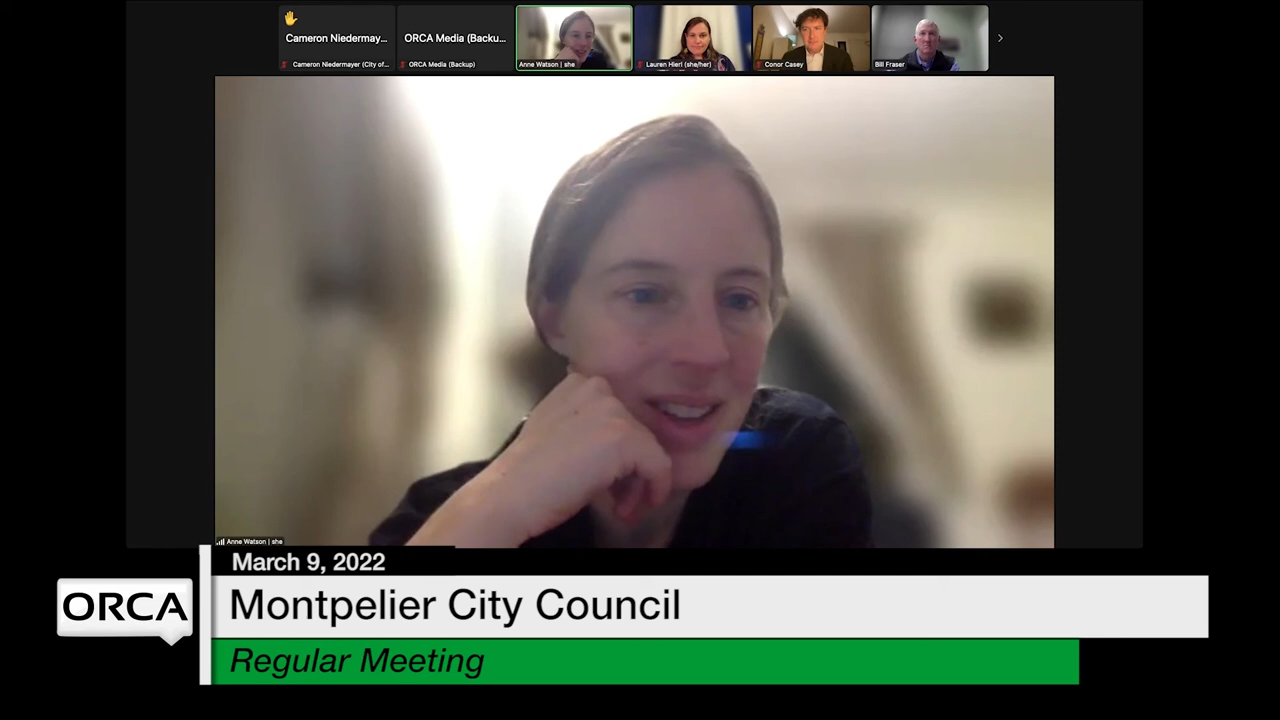 Cameron Niedermay...
ORCA Media (Backu...
Cameron Niedermayer (City of...
ORCA Media (Backup)
Anne Watson | she
Lauren Hierl (she/her)
Conor Casey
Bill Fraser
Anne Watson | she
March 9, 2022
ORCA
Montpelier City Council
Regular Meeting